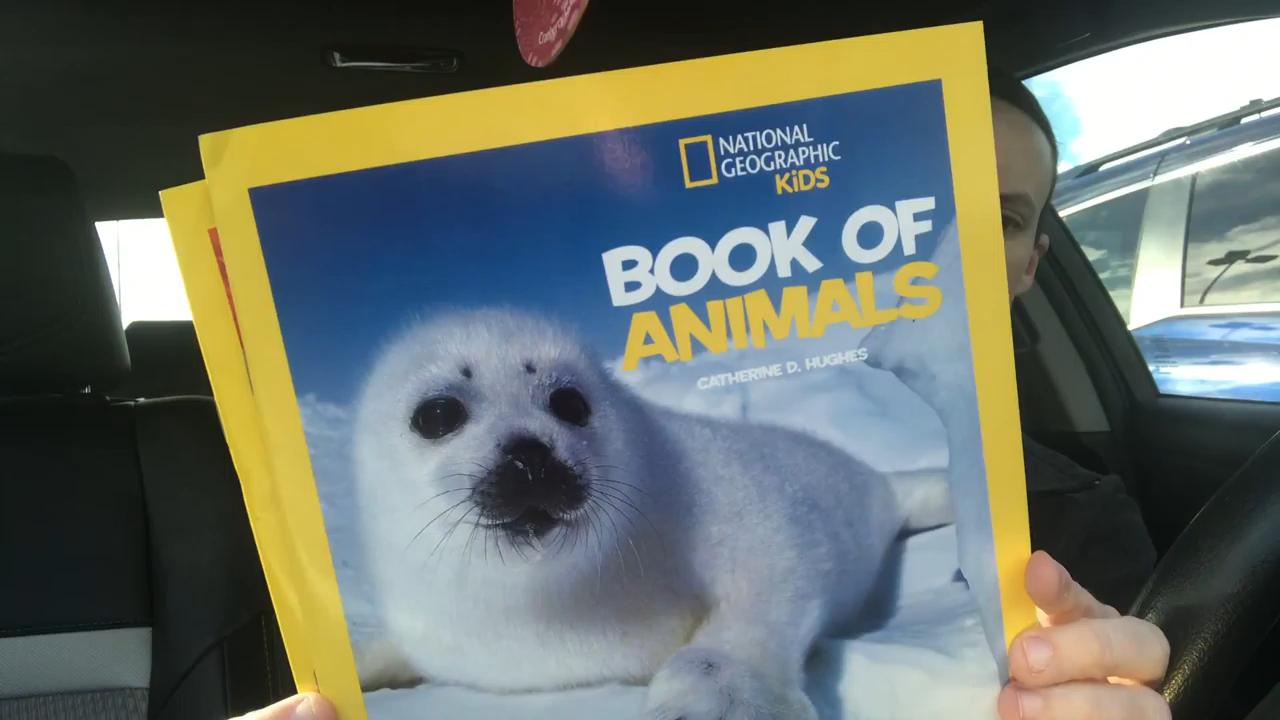 NATIONAL
GEOGRAPHIC
KiDS
BOOK OF
ANIMALS
CATHERINE D. HUGHES